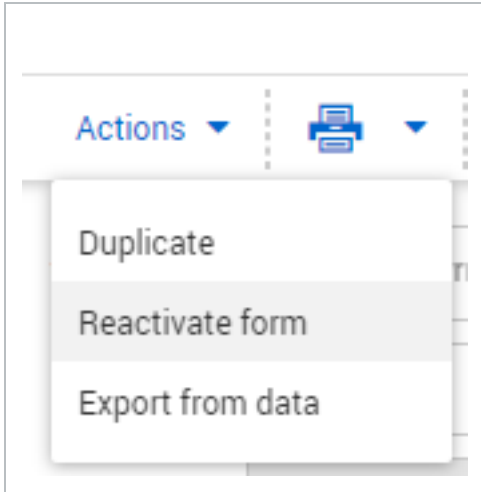 Actions
Duplicate
Reactivate form
Export from data